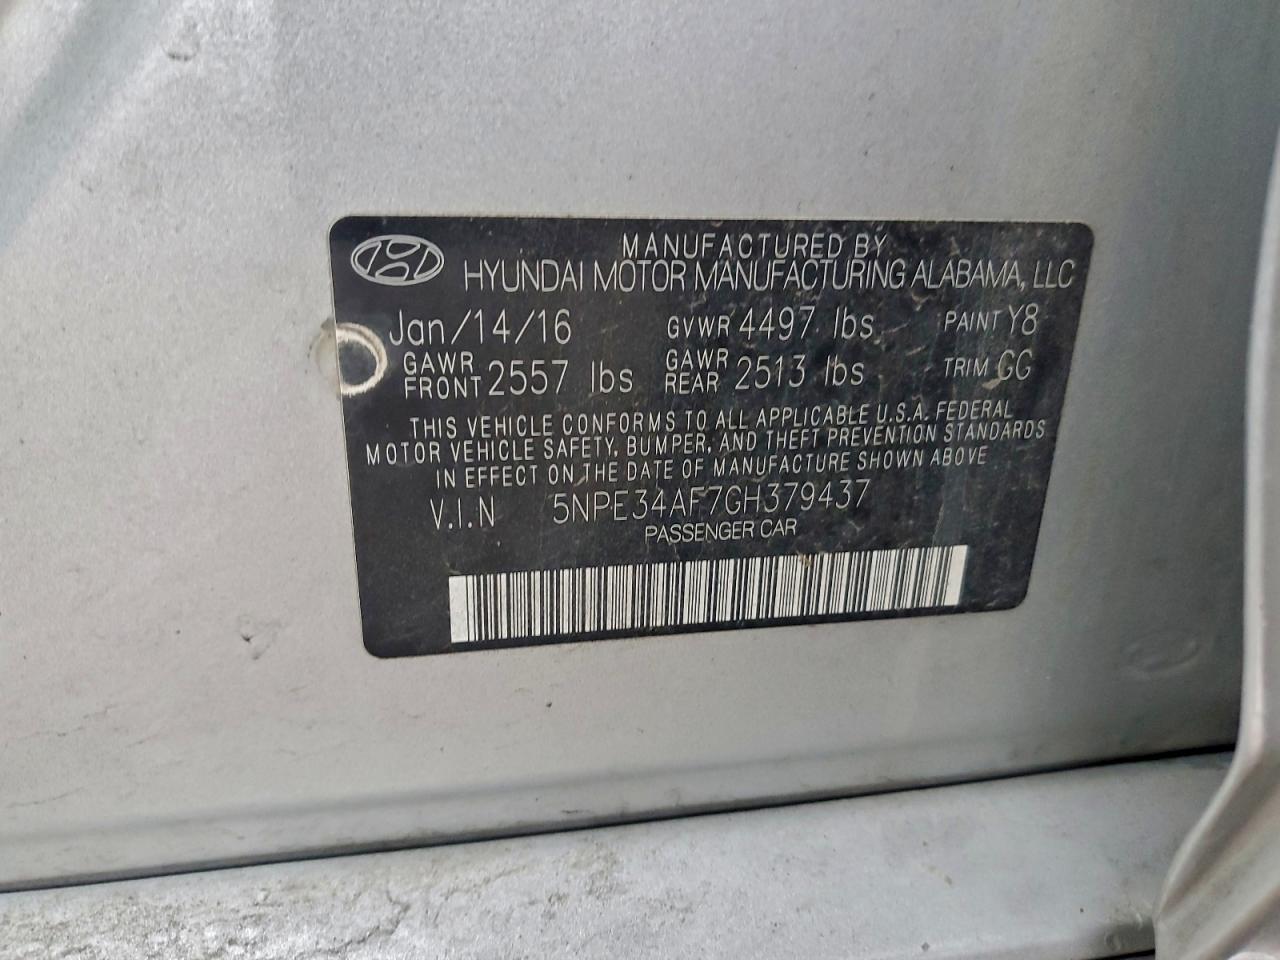 MANUFACTURED BY
HYUNDAI MOTOR MANUFACTURING ALABAMA, LLC
Jan/14/16 GVWR 4497 lbs PAINT Y8
GAWR FRONT 2557 lbs GAWR REAR 2513 lbs TRIM GG
THIS VEHICLE CONFORMS TO ALL APPLICABLE U.S.A. FEDERAL
MOTOR VEHICLE SAFETY, BUMPER, AND THEFT PREVENTION STANDARDS
IN EFFECT ON THE DATE OF MANUFACTURE SHOWN ABOVE
V.I.N 5NPE34AF7GH379437
PASSENGER CAR